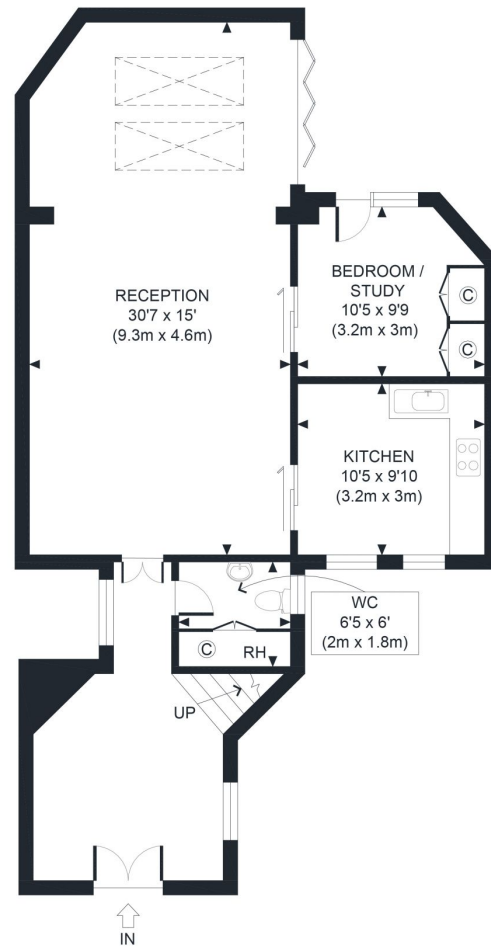 RECEPTION
30'7 x 15'
(9.3m x 4.6m)
BEDROOM /
STUDY
10'5 x 9'9
(3.2m x 3m)
C
C
KITCHEN
10'5 x 9'10
(3.2m x 3m)
WC
6'5 x 6'
(2m x 1.8m)
C
RH
UP
IN